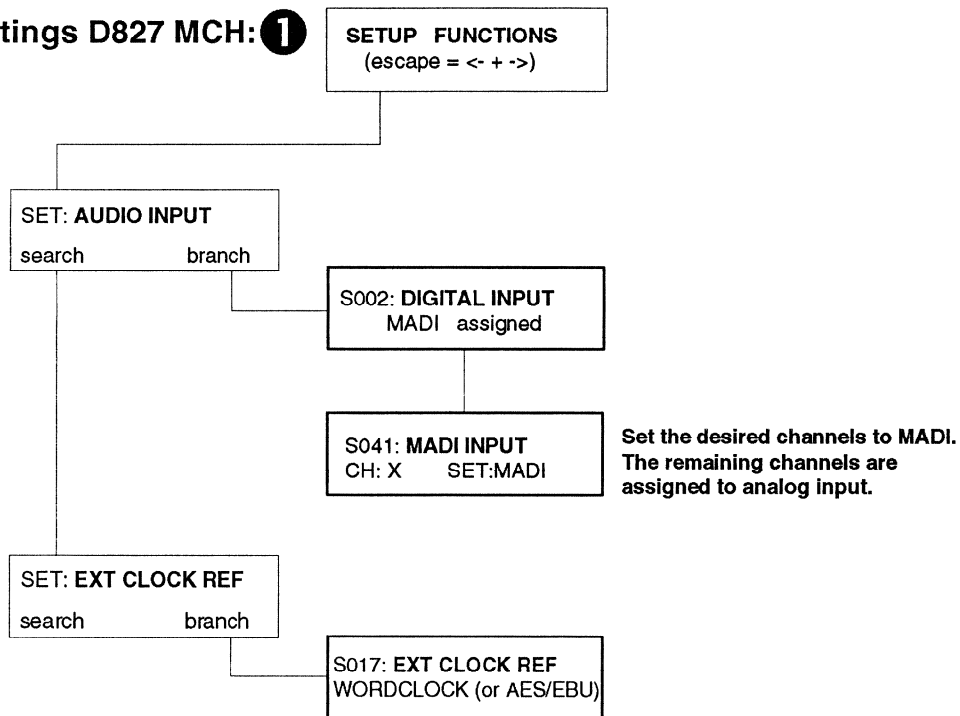 tings D827 MCH: 1
SETUP FUNCTIONS
(escape = <- + ->)
SET: AUDIO INPUT
search branch
S002: DIGITAL INPUT
MADI assigned
S041: MADI INPUT
CH: X SET:MADI
Set the desired channels to MADI.
The remaining channels are
assigned to analog input.
SET: EXT CLOCK REF
search branch
S017: EXT CLOCK REF
WORDCLOCK (or AES/EBU)